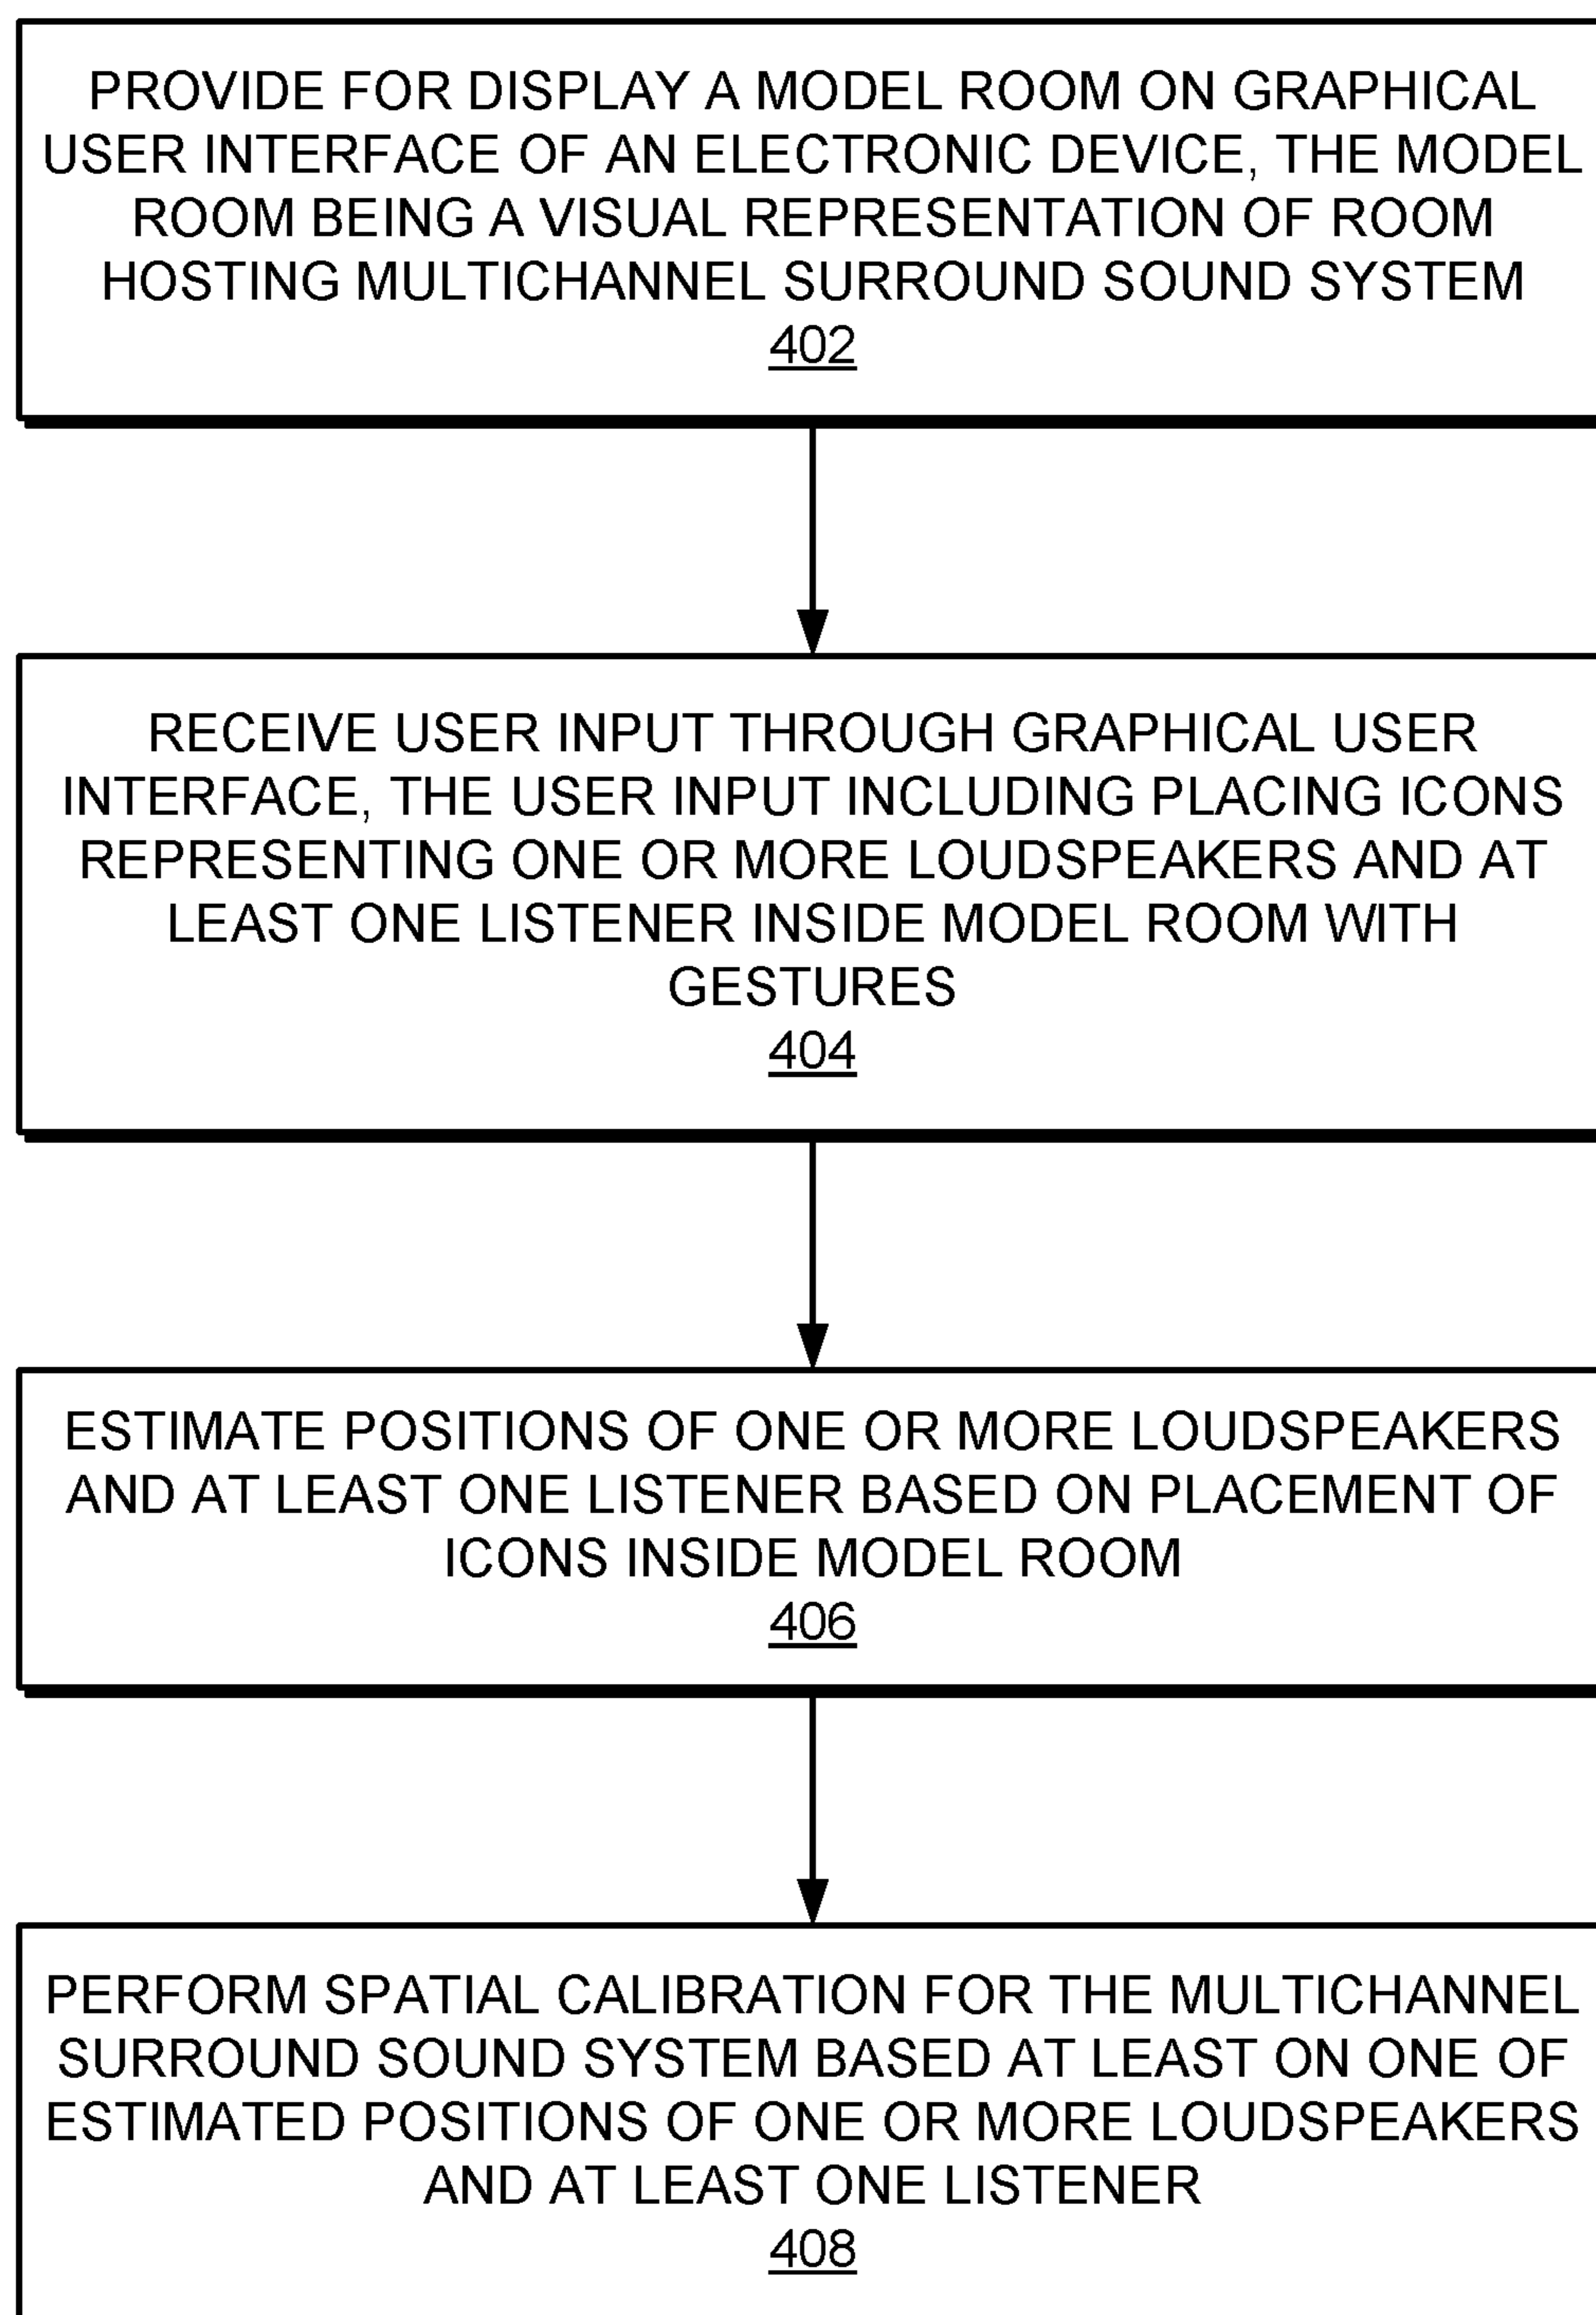 PROVIDE FOR DISPLAY A MODEL ROOM ON GRAPHICAL
USER INTERFACE OF AN ELECTRONIC DEVICE, THE MODEL
ROOM BEING A VISUAL REPRESENTATION OF ROOM
HOSTING MULTICHANNEL SURROUND SOUND SYSTEM
402
RECEIVE USER INPUT THROUGH GRAPHICAL USER
INTERFACE, THE USER INPUT INCLUDING PLACING ICONS
REPRESENTING ONE OR MORE LOUDSPEAKERS AND AT
LEAST ONE LISTENER INSIDE MODEL ROOM WITH
GESTURES
404
ESTIMATE POSITIONS OF ONE OR MORE LOUDSPEAKERS
AND AT LEAST ONE LISTENER BASED ON PLACEMENT OF
ICONS INSIDE MODEL ROOM
406
PERFORM SPATIAL CALIBRATION FOR THE MULTICHANNEL
SURROUND SOUND SYSTEM BASED AT LEAST ON ONE OF
ESTIMATED POSITIONS OF ONE OR MORE LOUDSPEAKERS
AND AT LEAST ONE LISTENER
408